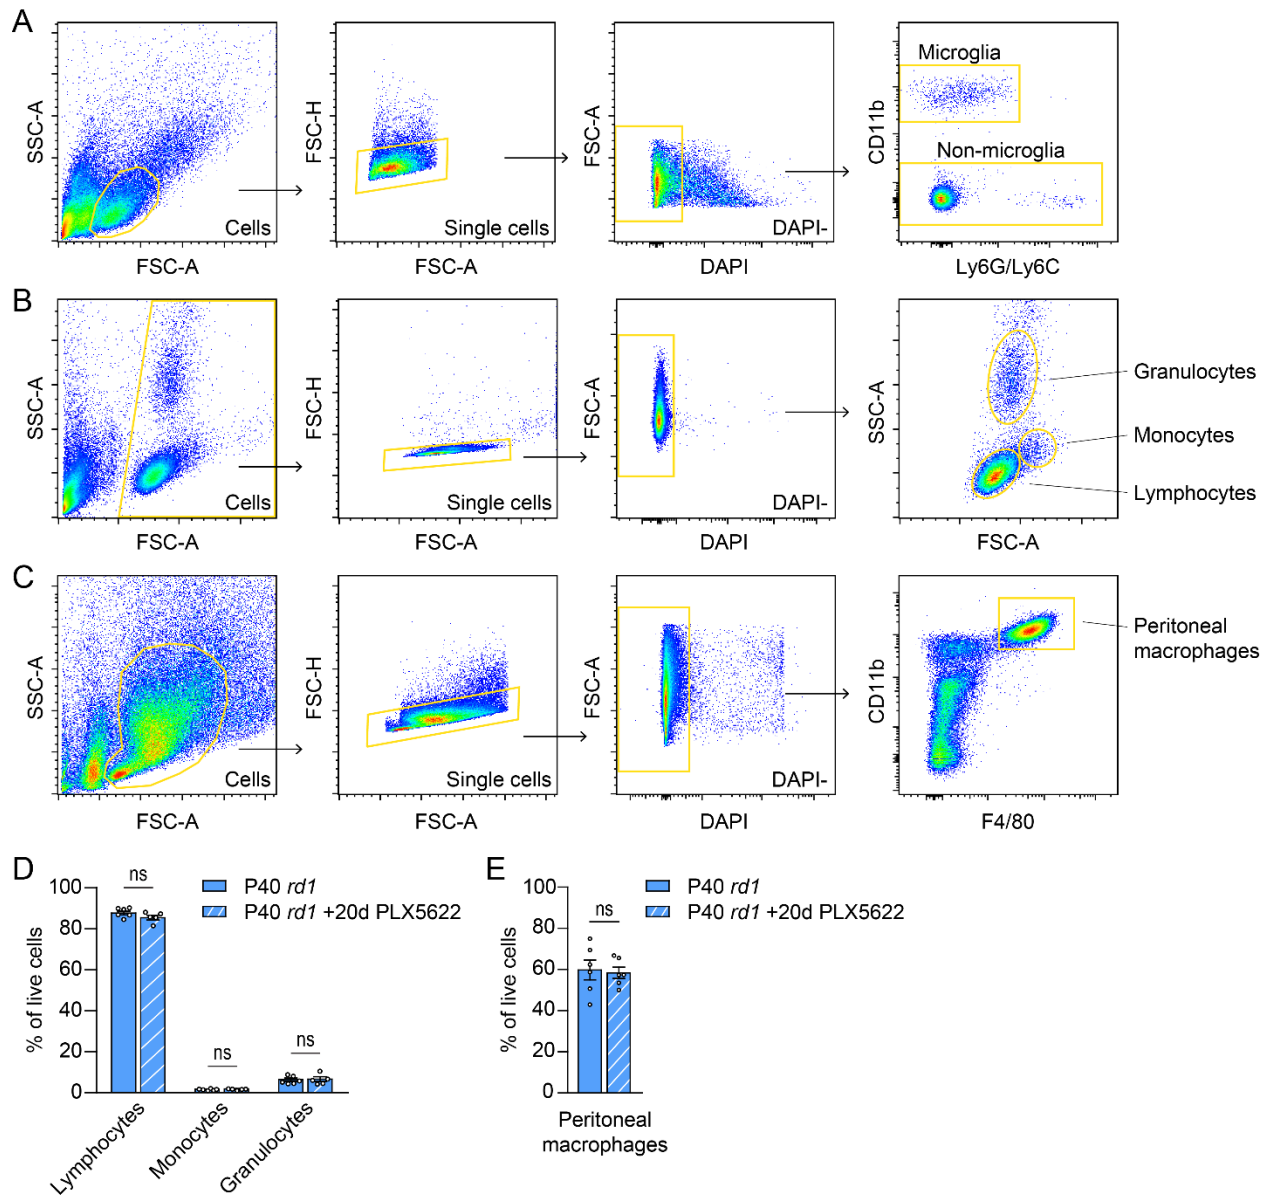 A
SSC-A
Cells
FSC-A
FSC-H
Single cells
FSC-A
FSC-A
DAPI-
DAPI
CD11b
Microglia
Non-microglia
Ly6G/Ly6C
B
SSC-A
Cells
FSC-A
FSC-H
Single cells
FSC-A
FSC-A
DAPI-
DAPI
SSC-A
FSC-A
Granulocytes
Monocytes
Lymphocytes
C
SSC-A
Cells
FSC-A
FSC-H
Single cells
FSC-A
FSC-A
DAPI-
DAPI
CD11b
F4/80
Peritoneal
macrophages
D
% of live cells
100
80
60
40
20
0
ns
ns
ns
P40 rd1
P40 rd1 +20d PLX5622
Lymphocytes
Monocytes
Granulocytes
E
% of live cells
100
80
60
40
20
0
ns
P40 rd1
P40 rd1 +20d PLX5622
Peritoneal
macrophages